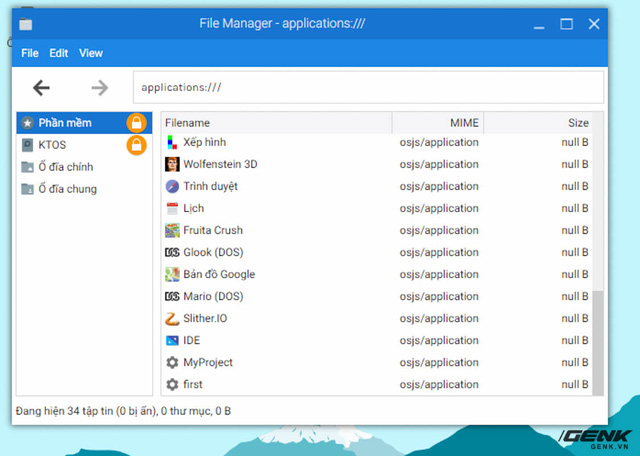 File Manager - applications:///
File Edit View
applications:///
Phần mềm
KTOS
Ổ đĩa chính
Ổ đĩa chung
Filename MIME Size
Xếp hình osjs/application null B
Wolfenstein 3D osjs/application null B
Trình duyệt osjs/application null B
Lịch osjs/application null B
Fruita Crush osjs/application null B
Glook (DOS) osjs/application null B
Bản đồ Google osjs/application null B
Mario (DOS) osjs/application null B
Slither.IO osjs/application null B
IDE osjs/application null B
MyProject osjs/application null B
first osjs/application null B
Đang hiện 34 tập tin (0 bị ẩn), 0 thư mục, 0 B
GENK
GENK.VN